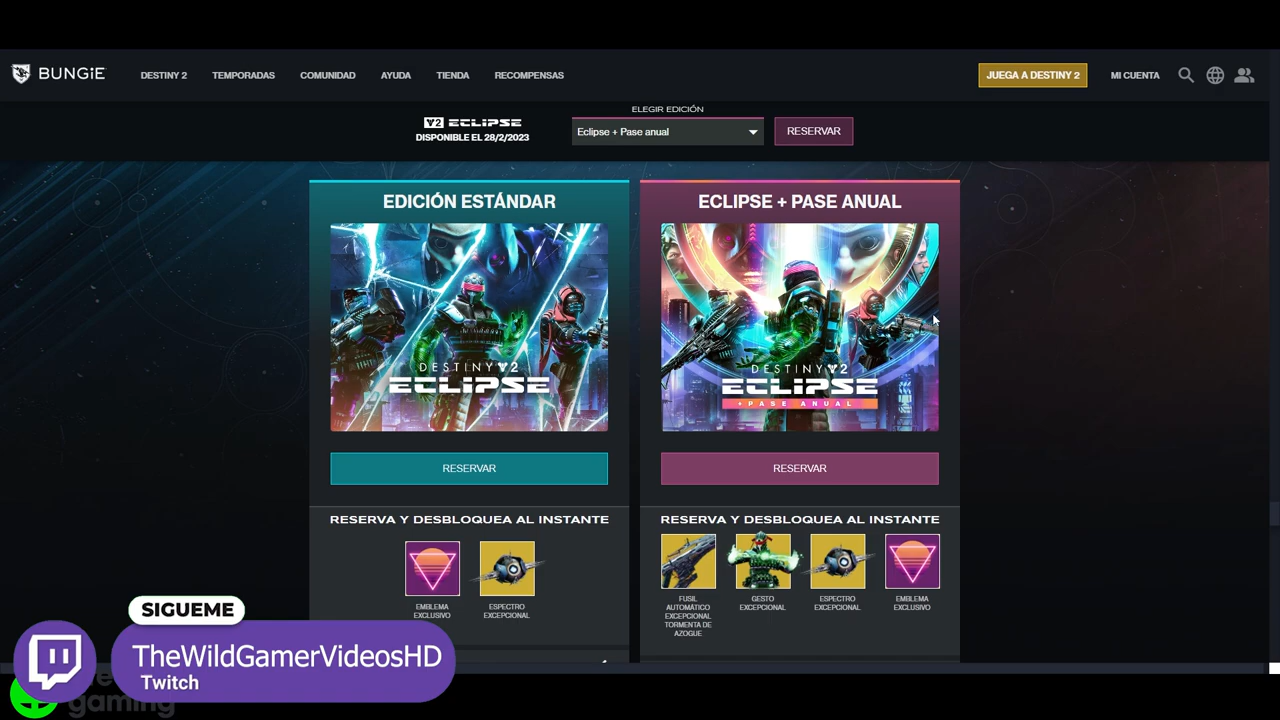 BUNGiE
DESTINY 2
TEMPORADAS
COMUNIDAD
AYUDA
TIENDA
RECOMPENSAS
JUEGA A DESTINY 2
MI CUENTA
ECLIPSE
DISPONIBLE EL 28/2/2023
ELEGIR EDICIÓN
Eclipse + Pase anual
RESERVAR
EDICIÓN ESTÁNDAR
DESTINY 2
ECLIPSE
RESERVAR
RESERVA Y DESBLOQUEA AL INSTANTE
EMBLEMA
EXCLUSIVO
ESPECTRO
EXCEPCIONAL
ECLIPSE + PASE ANUAL
DESTINY 2
ECLIPSE
+ PASE ANUAL
RESERVAR
RESERVA Y DESBLOQUEA AL INSTANTE
FUSIL
AUTOMÁTICO
EXCEPCIONAL
TORMENTA DE
AZOGUE
GESTO
EXCEPCIONAL
ESPECTRO
EXCEPCIONAL
EMBLEMA
EXCLUSIVO
SIGUEME
TheWildGamerVideosHD
Twitch
gaming